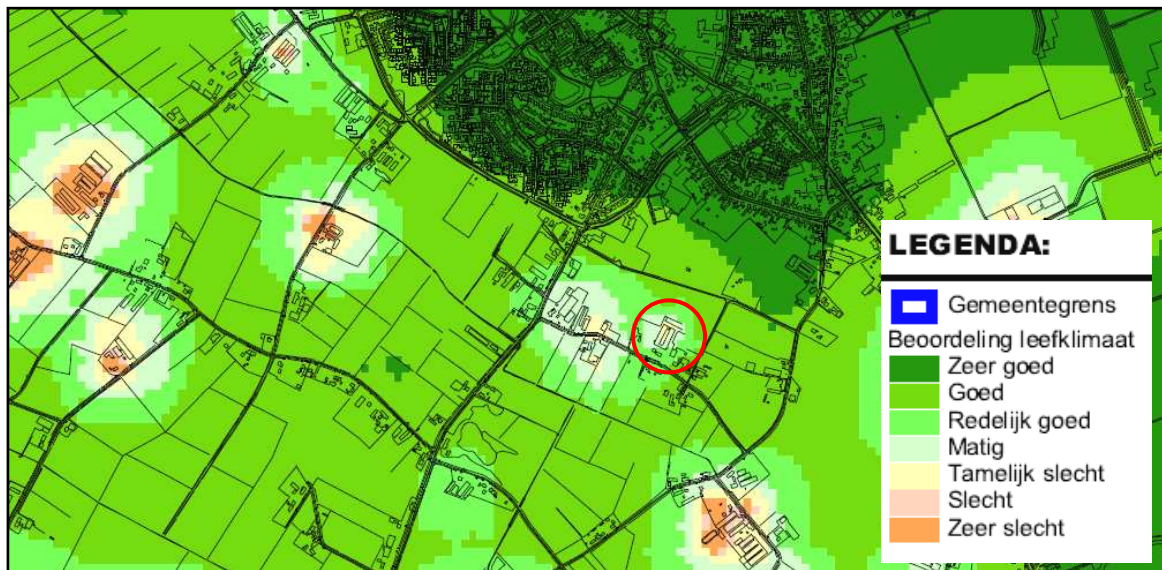 LEGENDA:
Gemeentegrens
Beoordeling leefklimaat
Zeer goed
Goed
Redelijk goed
Matig
Tamelijk slecht
Slecht
Zeer slecht